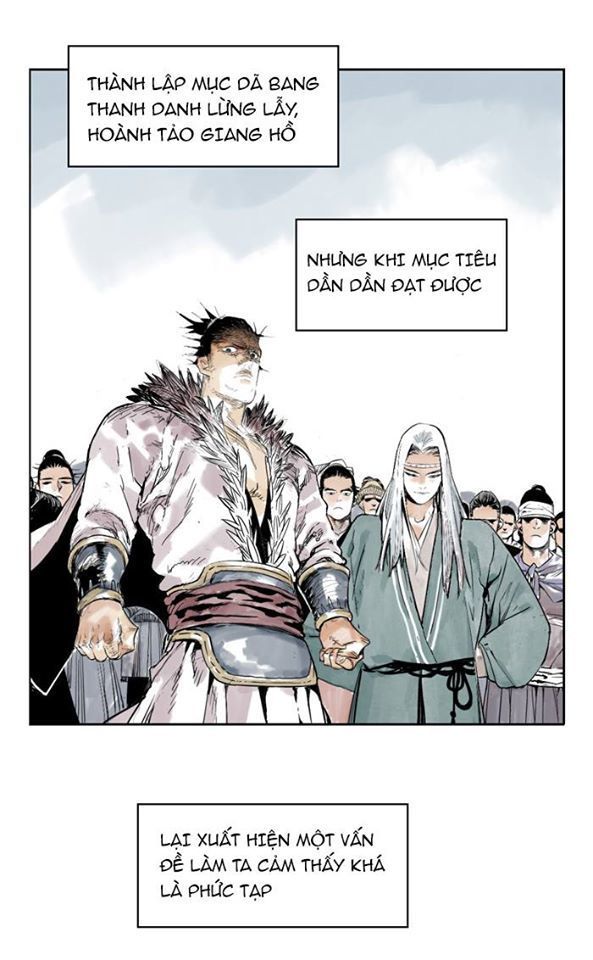 THÀNH LẬP MỤC DÃ BANG
THANH DANH LỪNG LẪY,
HOÀNH TẢO GIANG HỒ
NHƯNG KHI MỤC TIÊU
DẦN DẦN ĐẠT ĐƯỢC
LẠI XUẤT HIỆN MỘT VẤN
ĐỀ LÀM TA CẢM THẤY KHÁ
LÀ PHỨC TẠP